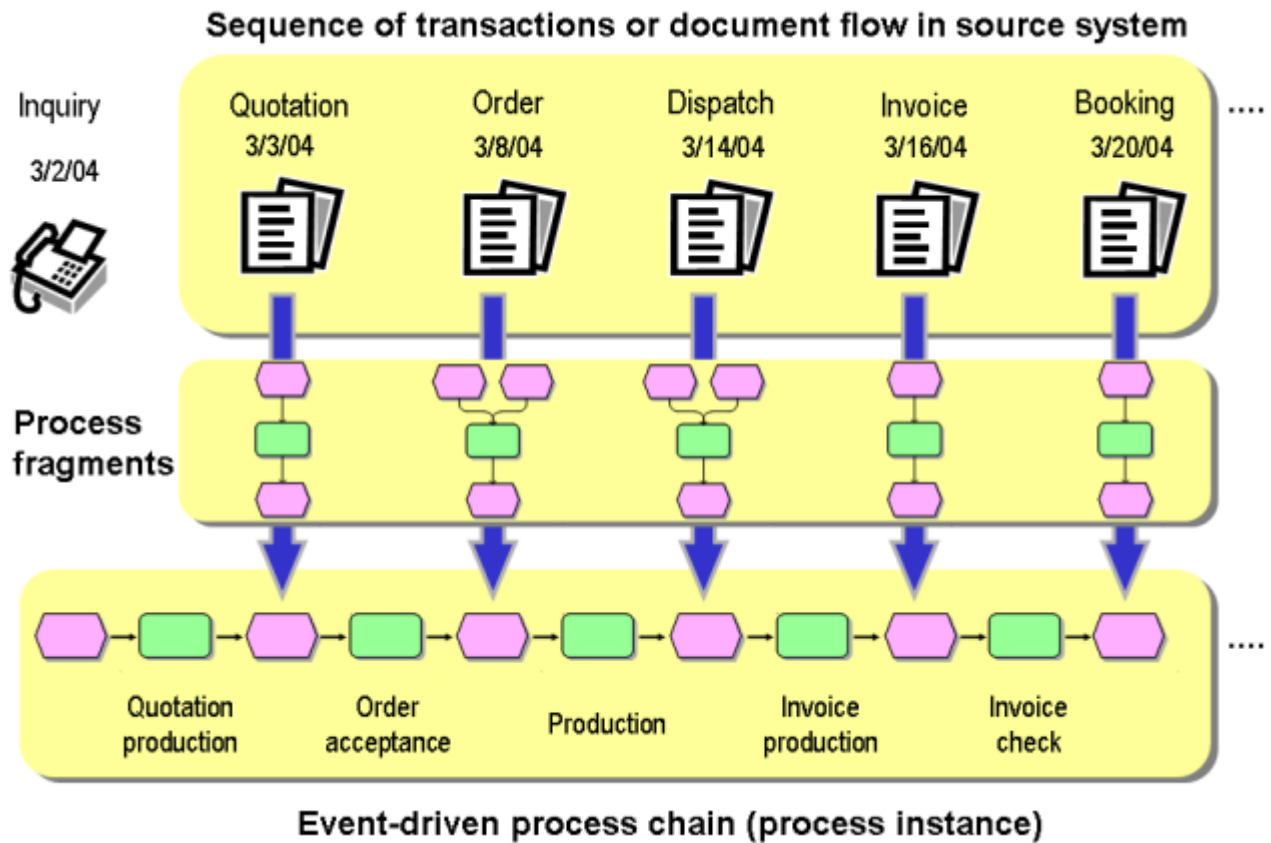 Sequence of transactions or document flow in source system
Inquiry
3/2/04
Quotation
3/3/04
Order
3/8/04
Dispatch
3/14/04
Invoice
3/16/04
Booking
3/20/04
....
Process
fragments
Quotation
production
Order
acceptance
Production
Invoice
production
Invoice
check
....
Event-driven process chain (process instance)